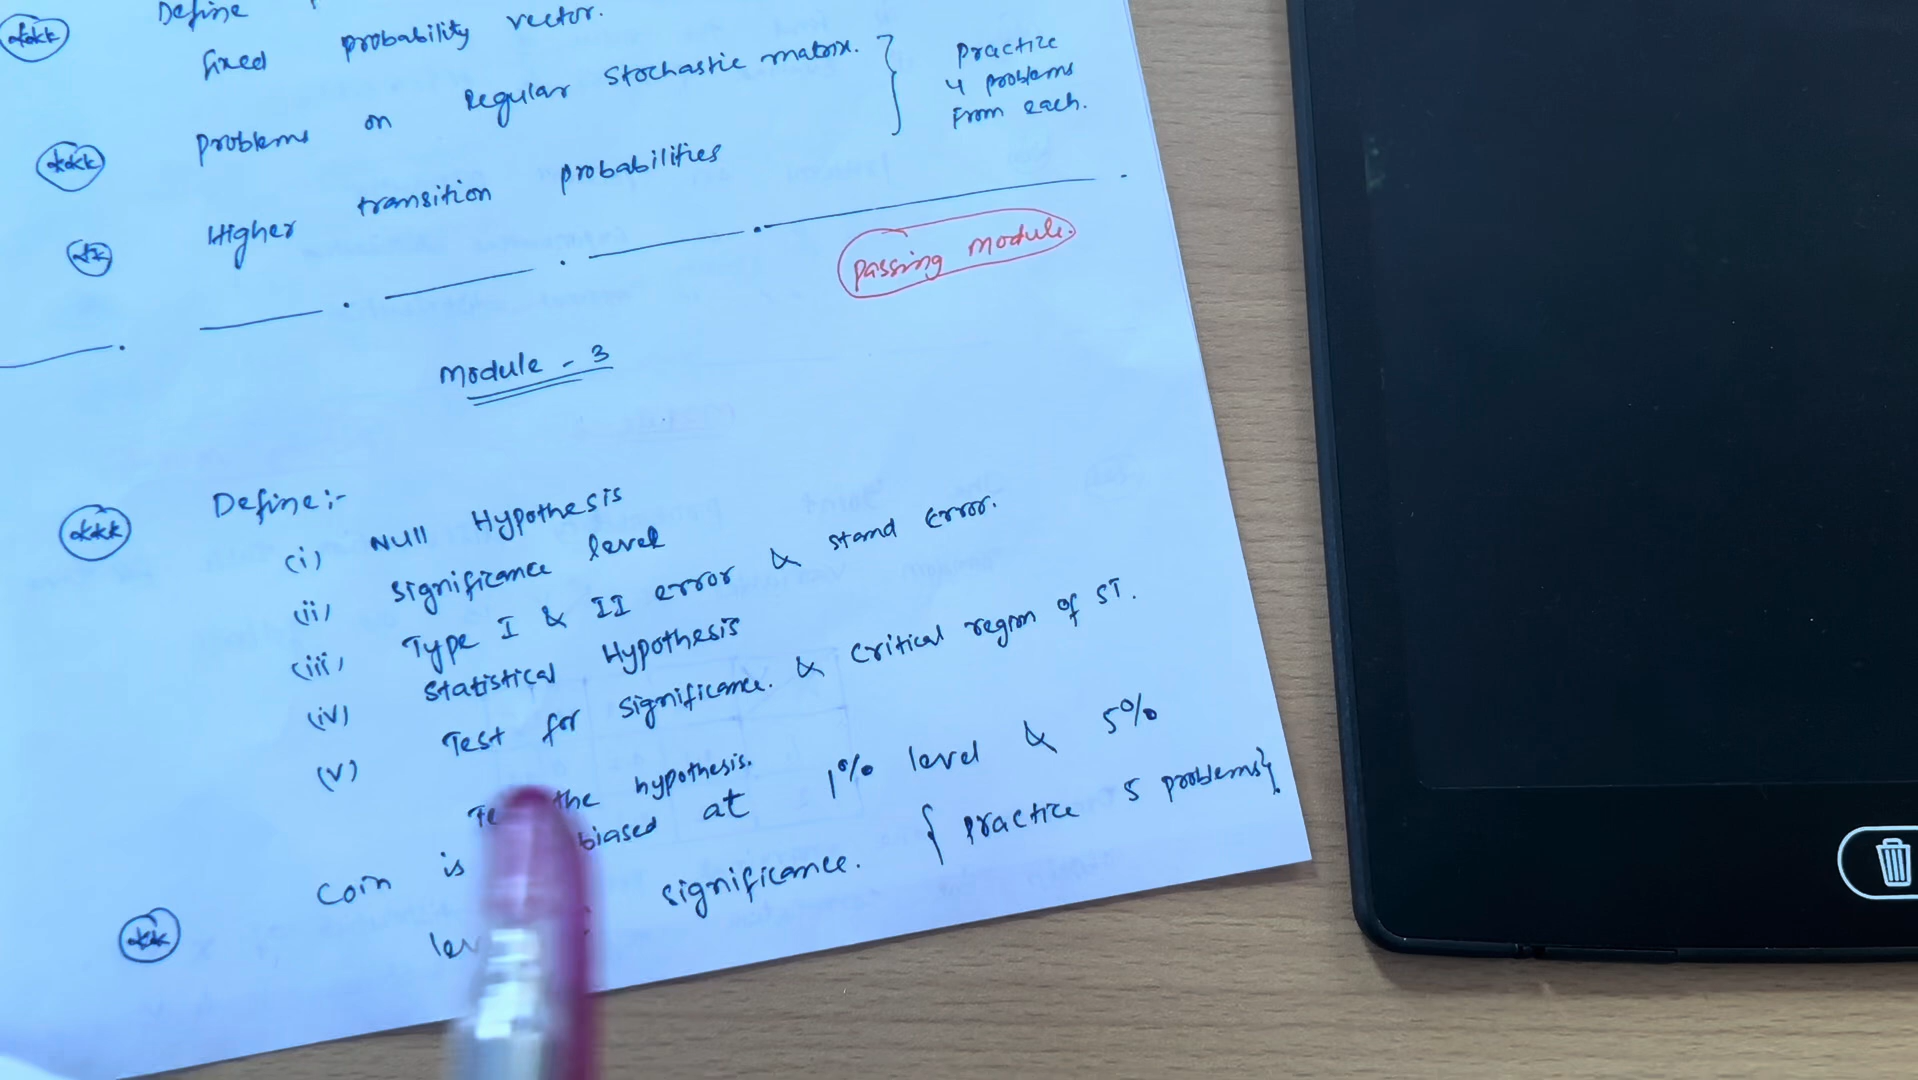 Define
fixed probability vector.
Problems on Regular stochastic matrix.
Higher transition probabilities
Practize
4 problems
From each.
passing module.
Module - 3
Define:-
(i) NUll Hypothesis
(ii) significance level
(iii) Type I & II error & stand error.
(iv) Statistical Hypothesis
(v) Test for significance. & critical region of ST.
the hypothesis.
coin is biased at 1% level & 5%
significance. { practize 5 problems}